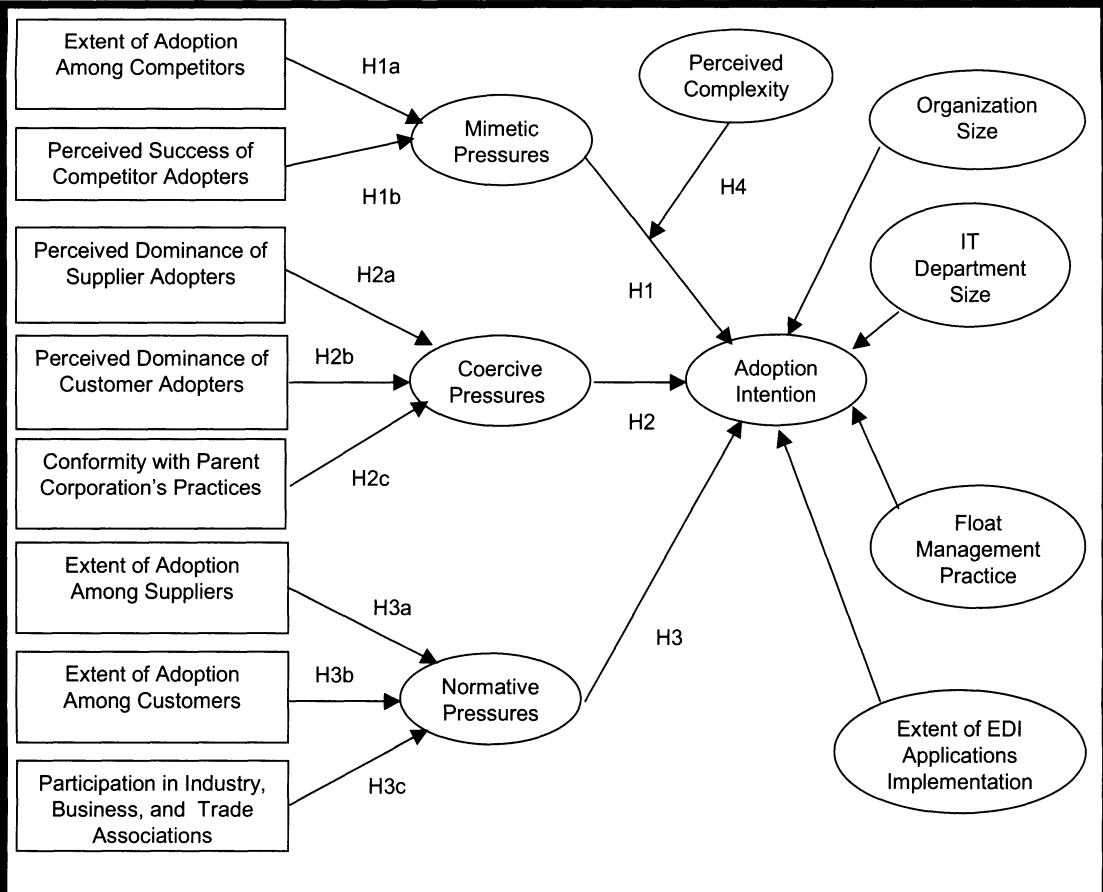 Extent of Adoption
Among Competitors
H1a
Perceived Success of
Competitor Adopters
H1b
Mimetic
Pressures
Perceived
Complexity
H4
H1
Organization
Size
IT
Department
Size
Perceived Dominance of
Supplier Adopters
H2a
Perceived Dominance of
Customer Adopters
H2b
Conformity with Parent
Corporation's Practices
H2c
Coercive
Pressures
H2
Adoption
Intention
Extent of Adoption
Among Suppliers
H3a
Extent of Adoption
Among Customers
H3b
Participation in Industry,
Business, and Trade
Associations
H3c
Normative
Pressures
H3
Float
Management
Practice
Extent of EDI
Applications
Implementation